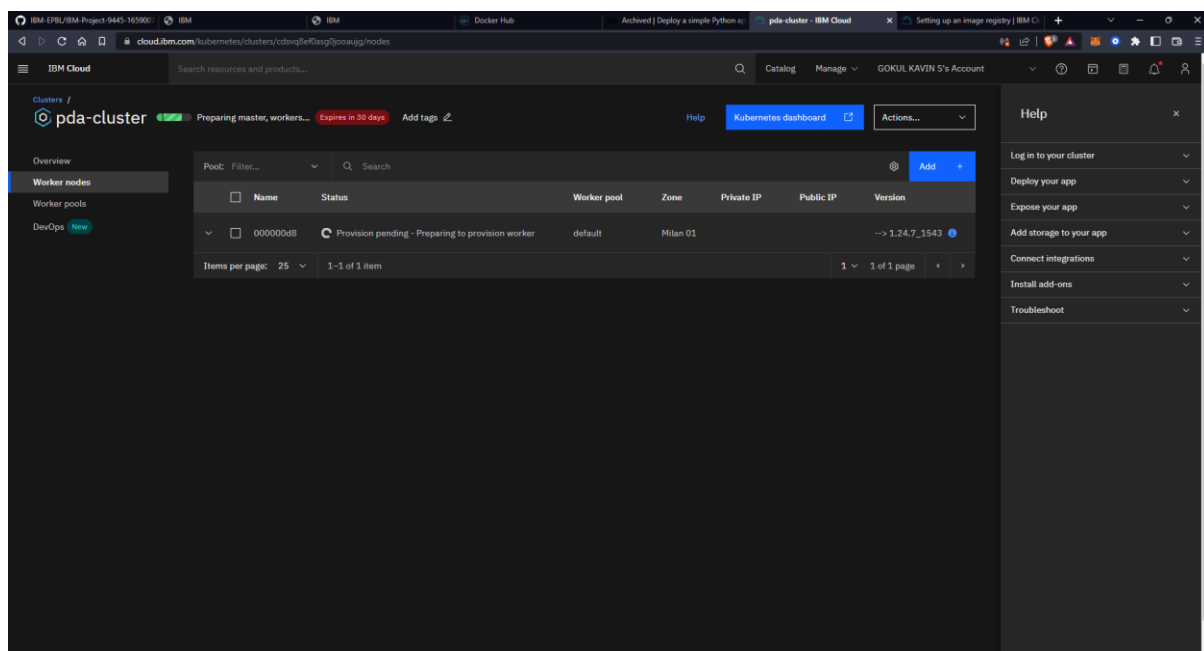 IBM-EPBL/IBM-Project-9445-1659007 IBM IBM Docker Hub Archived | Deploy a simple Python ap pda-cluster - IBM Cloud Setting up an image registry | IBM Cl
cloud.ibm.com/kubernetes/clusters/cdsvq8ef0asg0jooaujg/nodes
IBM Cloud Search resources and products... Catalog Manage GOKUL KAVIN S's Account
Clusters /
pda-cluster Preparing master, workers... Expires in 30 days Add tags Help Kubernetes dashboard Actions...
Overview
Worker nodes
Worker pools
DevOps New
Pool: Filter... Search Add +
Name Status Worker pool Zone Private IP Public IP Version
000000d8 Provision pending - Preparing to provision worker default Milan 01 --> 1.24.7_1543
Items per page: 25 1–1 of 1 item 1 1 of 1 page
Help
Log in to your cluster
Deploy your app
Expose your app
Add storage to your app
Connect integrations
Install add-ons
Troubleshoot